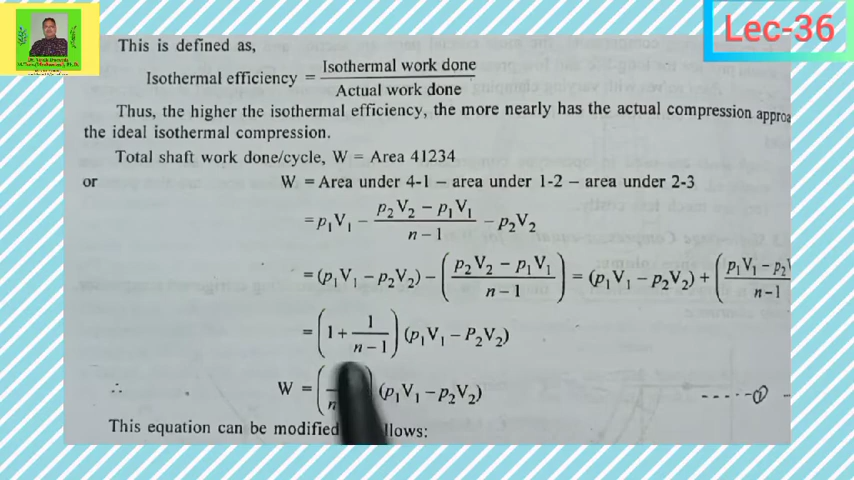 Lec-36
This is defined as,
Isothermal efficiency = Isothermal work done / Actual work done
Thus, the higher the isothermal efficiency, the more nearly has the actual compression approa
the ideal isothermal compression.
Total shaft work done/cycle, W = Area 41234
or W = Area under 4-1 – area under 1-2 – area under 2-3
= p₁V₁ – (p₂V₂ – p₁V₁)/(n – 1) – p₂V₂
= (p₁V₁ – p₂V₂) – ((p₂V₂ – p₁V₁)/(n – 1)) = (p₁V₁ – p₂V₂) + ((p₁V₁ – p₂V)/(n–1)
= (1 + 1/(n – 1)) (p₁V₁ – P₂V₂)
∴ W = ( n ) (p₁V₁ – p₂V₂) ----①
This equation can be modified llows: